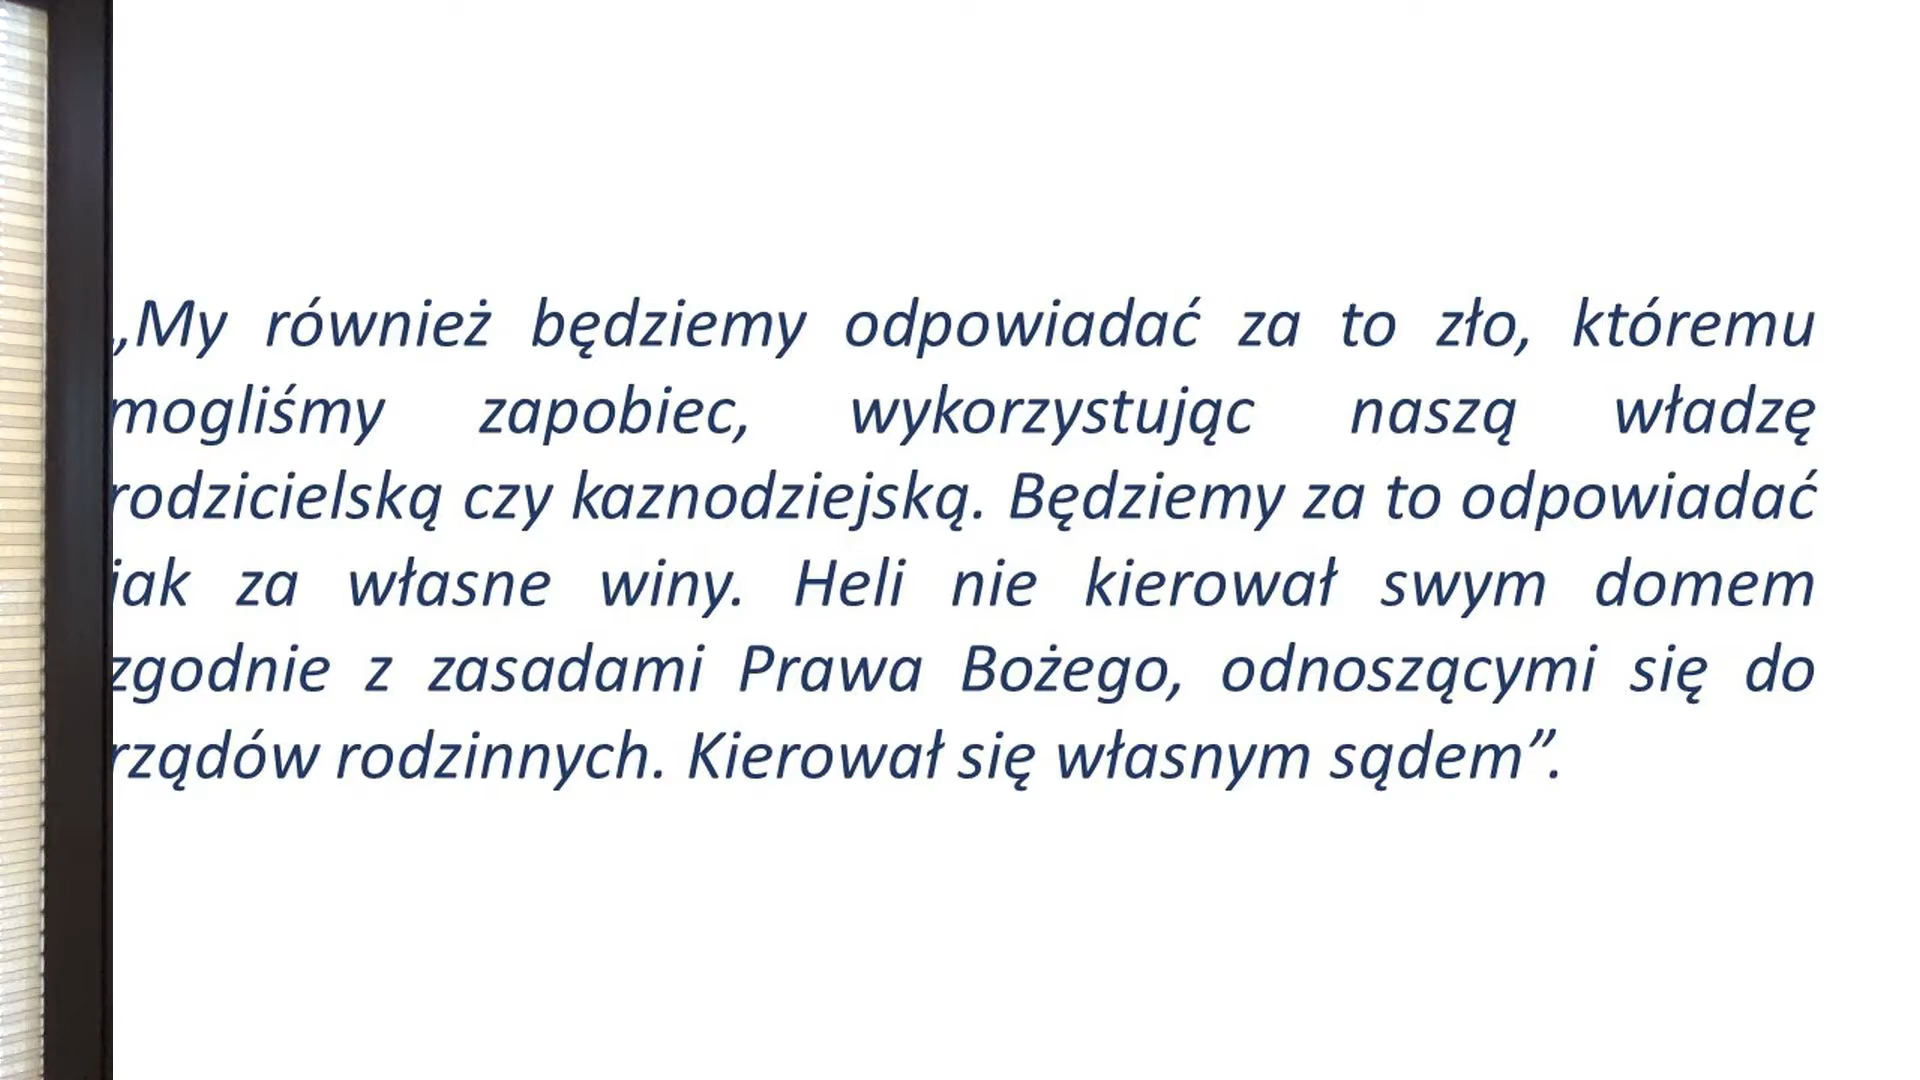 „My również będziemy odpowiadać za to zło, któremu
mogliśmy zapobiec, wykorzystując naszą władzę
rodzicielską czy kaznodziejską. Będziemy za to odpowiadać
jak za własne winy. Heli nie kierował swym domem
zgodnie z zasadami Prawa Bożego, odnoszącymi się do
rządów rodzinnych. Kierował się własnym sądem”.